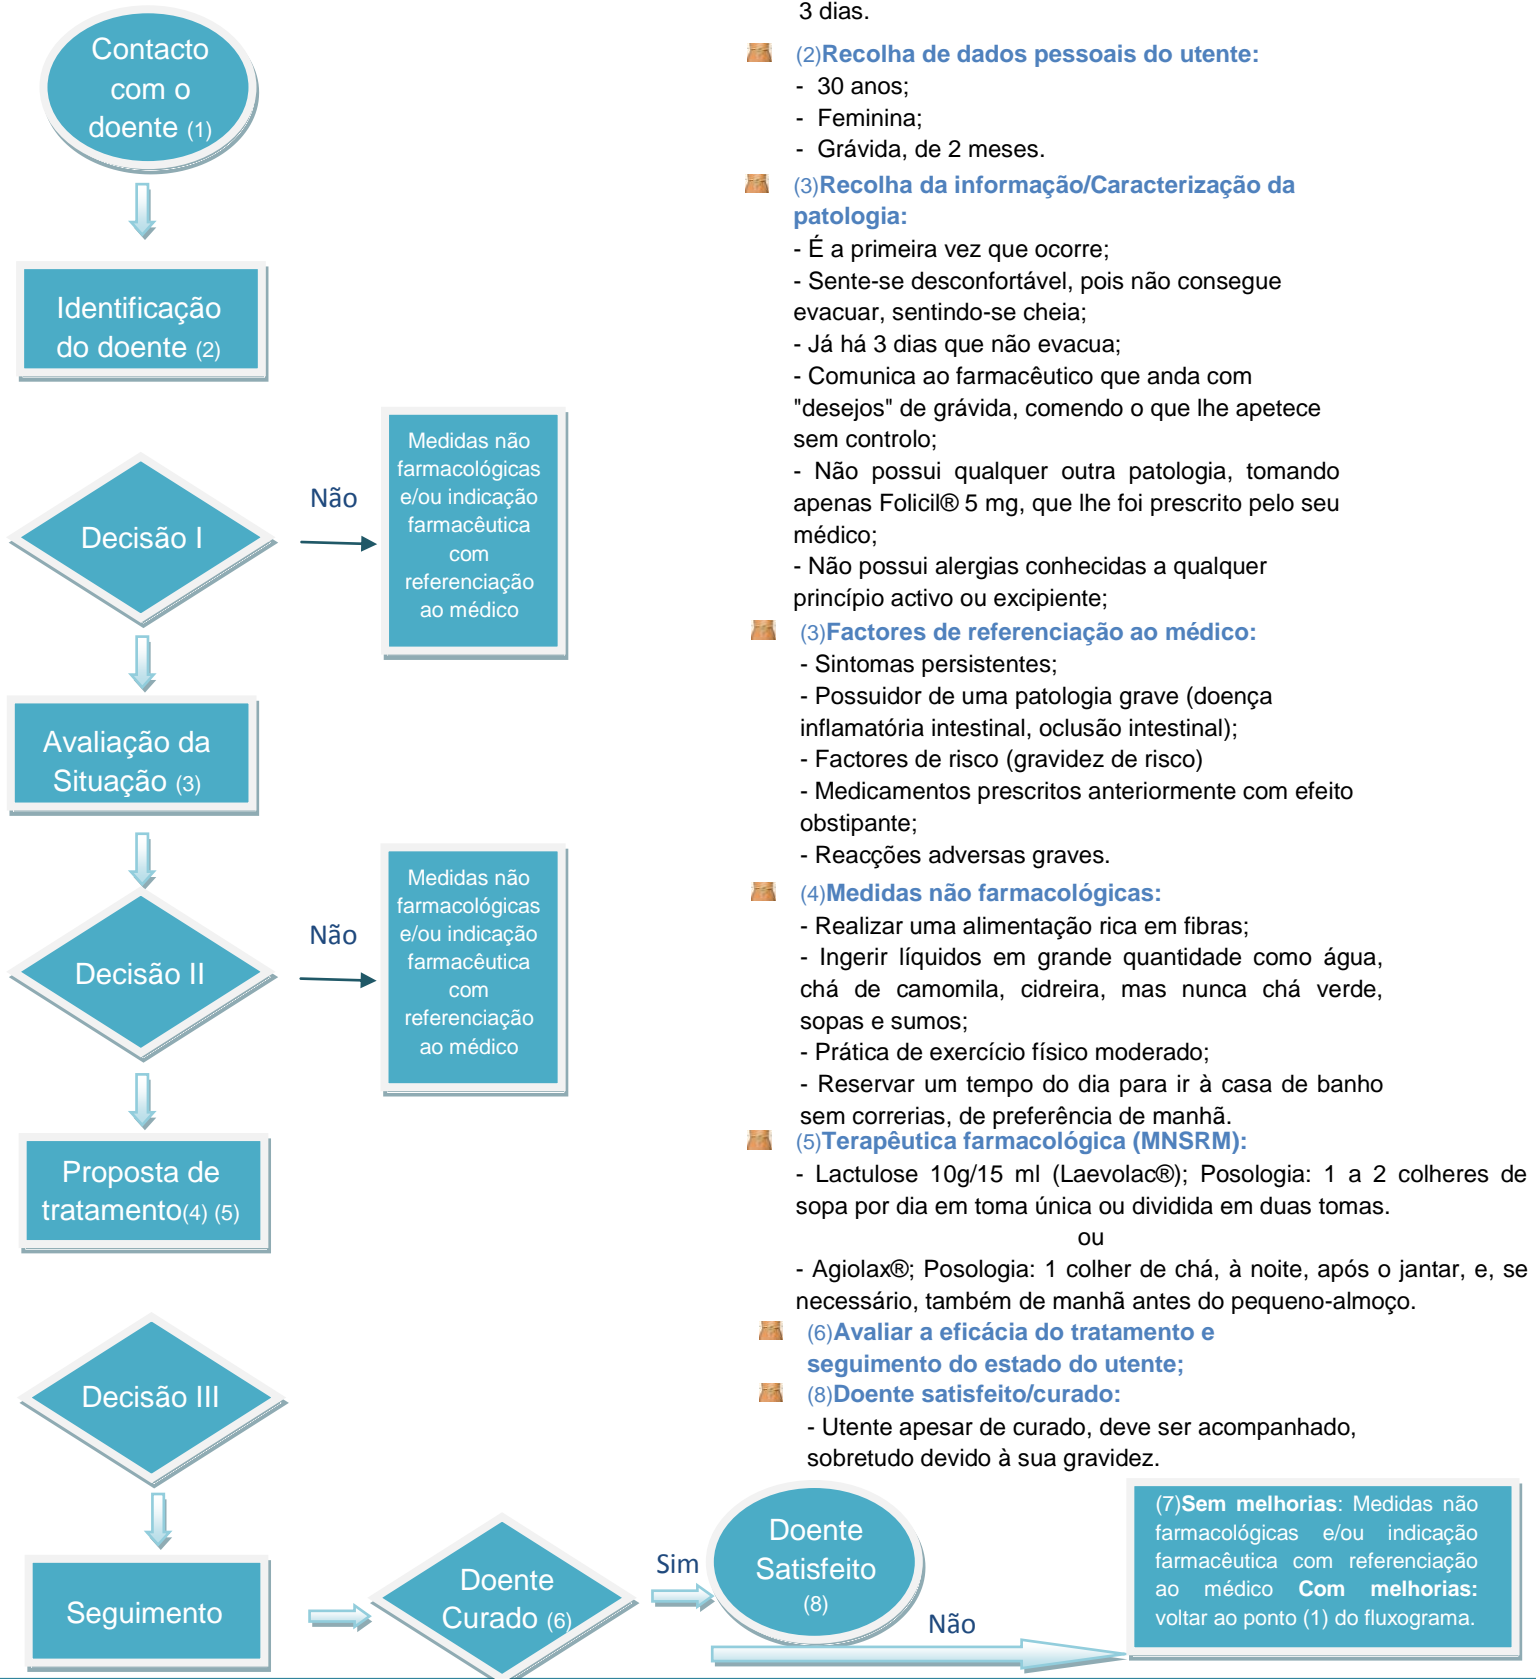 Contacto
com o
doente (1)
Identificação
do doente (2)
Decisão I
Não
Medidas não
farmacológicas
e/ou indicação
farmacêutica
com
referenciação
ao médico
Avaliação da
Situação (3)
Decisão II
Não
Medidas não
farmacológicas
e/ou indicação
farmacêutica
com
referenciação
ao médico
Proposta de
tratamento(4) (5)
Decisão III
Seguimento
Doente
Curado (6)
Sim
Doente
Satisfeito
(8)
Não
(7)Sem melhorias: Medidas não
farmacológicas e/ou indicação
farmacêutica com referenciação
ao médico Com melhorias:
voltar ao ponto (1) do fluxograma.
3 dias.
(2)Recolha de dados pessoais do utente:
- 30 anos;
- Feminina;
- Grávida, de 2 meses.
(3)Recolha da informação/Caracterização da
patologia:
- É a primeira vez que ocorre;
- Sente-se desconfortável, pois não consegue
evacuar, sentindo-se cheia;
- Já há 3 dias que não evacua;
- Comunica ao farmacêutico que anda com
"desejos" de grávida, comendo o que lhe apetece
sem controlo;
- Não possui qualquer outra patologia, tomando
apenas Folicil® 5 mg, que lhe foi prescrito pelo seu
médico;
- Não possui alergias conhecidas a qualquer
princípio activo ou excipiente;
(3)Factores de referenciação ao médico:
- Sintomas persistentes;
- Possuidor de uma patologia grave (doença
inflamatória intestinal, oclusão intestinal);
- Factores de risco (gravidez de risco)
- Medicamentos prescritos anteriormente com efeito
obstipante;
- Reacções adversas graves.
(4)Medidas não farmacológicas:
- Realizar uma alimentação rica em fibras;
- Ingerir líquidos em grande quantidade como água,
chá de camomila, cidreira, mas nunca chá verde,
sopas e sumos;
- Prática de exercício físico moderado;
- Reservar um tempo do dia para ir à casa de banho
sem correrias, de preferência de manhã.
(5)Terapêutica farmacológica (MNSRM):
- Lactulose 10g/15 ml (Laevolac®); Posologia: 1 a 2 colheres de
sopa por dia em toma única ou dividida em duas tomas.
ou
- Agiolax®; Posologia: 1 colher de chá, à noite, após o jantar, e, se
necessário, também de manhã antes do pequeno-almoço.
(6)Avaliar a eficácia do tratamento e
seguimento do estado do utente;
(8)Doente satisfeito/curado:
- Utente apesar de curado, deve ser acompanhado,
sobretudo devido à sua gravidez.